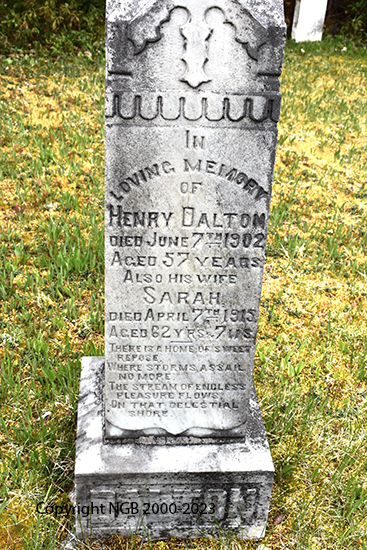 IN
LOVING MEMORY
OF
HENRY DALTON
DIED JUNE 7TH 1902
AGED 57 YEARS
ALSO HIS WIFE
SARAH
DIED APRIL 7TH 1913
AGED 62 YRS
THERE IS A HOME OF SWEET
REPOSE
WHERE STORMS ASSAIL
NO MORE
THE STREAM OF ENDLESS
PLEASURE FLOWS
ON THAT CELESTIAL
SHORE
Copyright NGB 2000-2023